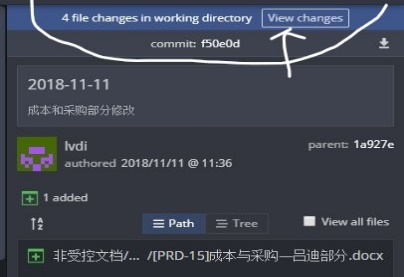 4 file changes in working directory View changes
commit: f50e0d
2018-11-11
成本和采购部分修改
lvdi
parent: 1a927e
authored 2018/11/11 @ 11:36
1 added
Path Tree View all files
非受控文档/... /[PRD-15]成本与采购—吕迪部分.docx